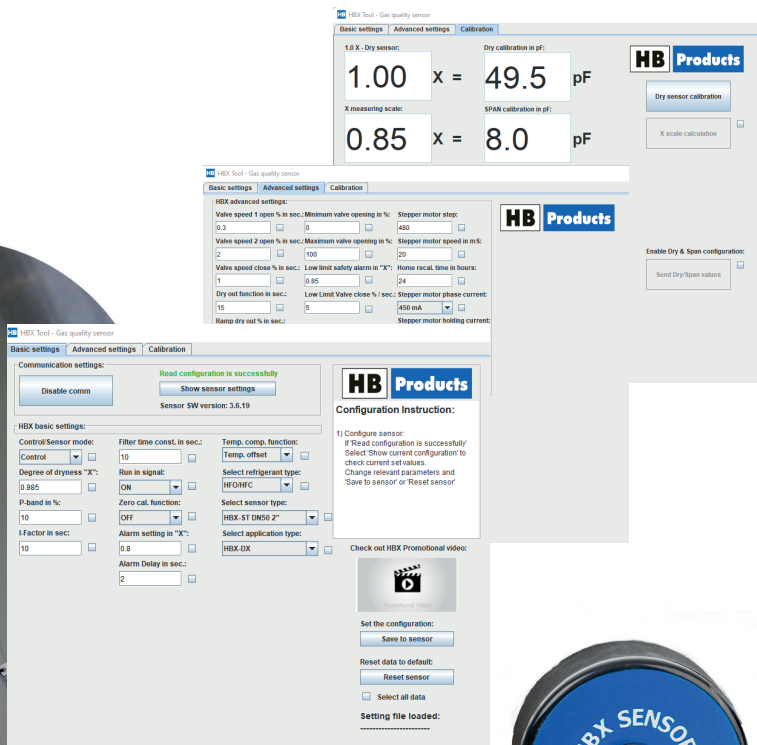 HB HBX Tool - Gas quality sensor
Basic settings Advanced settings Calibration
1.0 X - Dry sensor: Dry calibration in pF:
1.00 X = 49.5 pF
X measuring scale: SPAN calibration in pF:
0.85 X = 8.0 pF
HB Products
Dry sensor calibration
X scale calculation
Enable Dry & Span configuration:
Send Dry/Span values
HB HBX Tool - Gas quality sensor
Basic settings Advanced settings Calibration
HBX advanced settings:
Valve speed 1 open % in sec.: Minimum valve opening in %: Stepper motor step:
0.3 0 480
Valve speed 2 open % in sec.: Maximum valve opening in %: Stepper motor speed in mS:
2 100 20
Valve speed close % in sec.: Low limit safety alarm in "X": Home recal. time in hours:
1 0.85 24
Dry out function in sec.: Low Limit Valve close % / sec.: Stepper motor phase current:
15 5 450 mA
Ramp dry out % in sec.: Stepper motor holding current:
HB Products
HB HBX Tool - Gas quality sensor
Basic settings Advanced settings Calibration
Communication settings:
Disable comm
Read configuration is successfully
Show sensor settings
Sensor SW version: 3.6.19
HBX basic settings:
Control/Sensor mode: Filter time const. in sec.: Temp. comp. function:
Control 10 Temp. offset
Degree of dryness "X": Run in signal: Select refrigerant type:
0.985 ON HFO/HFC
P-band in %: Zero cal. function: Select sensor type:
10 OFF HBX-ST DN50 2"
I-Factor in sec: Alarm setting in "X": Select application type:
10 0.8 HBX-DX
Alarm Delay in sec.:
2
HB Products
Configuration Instruction:
1) Configure sensor:
If 'Read configuration is successfully'
Select 'Show current configuration' to
check current set values.
Change relevant parameters and
'Save to sensor' or 'Reset sensor'
Check out HBX Promotional video:
Promotional Video
Set the configuration:
Save to sensor
Reset data to default:
Reset sensor
Select all data
Setting file loaded:
-----------------------
HBX SENSOR